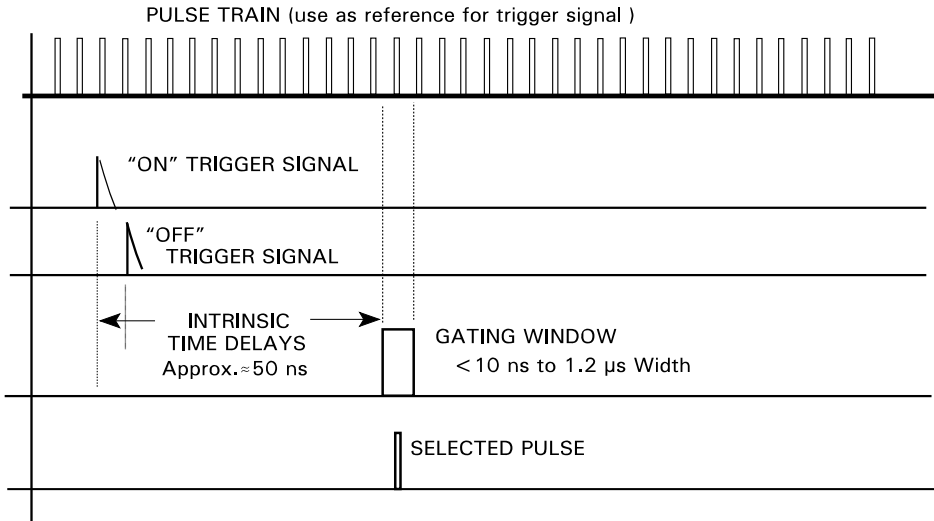 PULSE TRAIN (use as reference for trigger signal )
“ON” TRIGGER SIGNAL
“OFF”
TRIGGER SIGNAL
INTRINSIC
TIME DELAYS
Approx.≈50 ns
GATING WINDOW
<10 ns to 1.2 µs Width
SELECTED PULSE